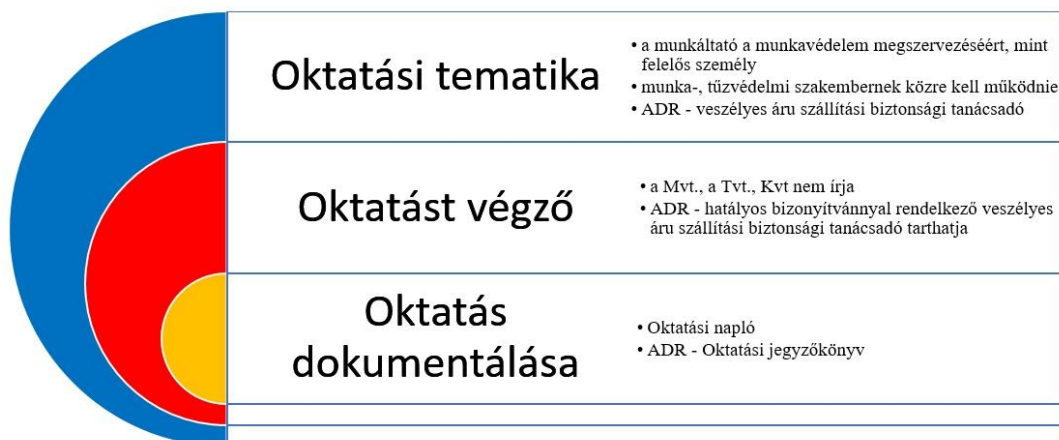 Oktatási tematika
• a munkáltató a munkavédelem megszervezéséért, mint
felelős személy
• munka-, tűzvédelmi szakembernek közre kell működnie
• ADR - veszélyes áru szállítási biztonsági tanácsadó
Oktatást végző
• a Mvt., a Tvt., Kvt nem írja
• ADR - hatályos bizonyítvánnyal rendelkező veszélyes
áru szállítási biztonsági tanácsadó tarthatja
Oktatás
dokumentálása
• Oktatási napló
• ADR - Oktatási jegyzőkönyv